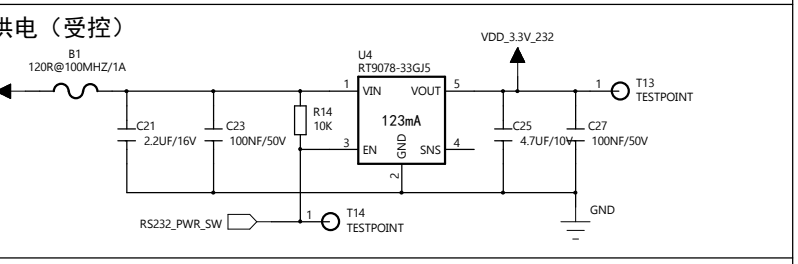 供电（受控）
B1
120R@100MHZ/1A
U4
RT9078-33GJ5
VDD_3.3V_232
1
VIN
VOUT
5
1
T13
TESTPOINT
123mA
R14
10K
C21
2.2UF/16V
C23
100NF/50V
3
EN
GND
SNS
4
2
C25
4.7UF/10V
C27
100NF/50V
RS232_PWR_SW
1
T14
TESTPOINT
GND